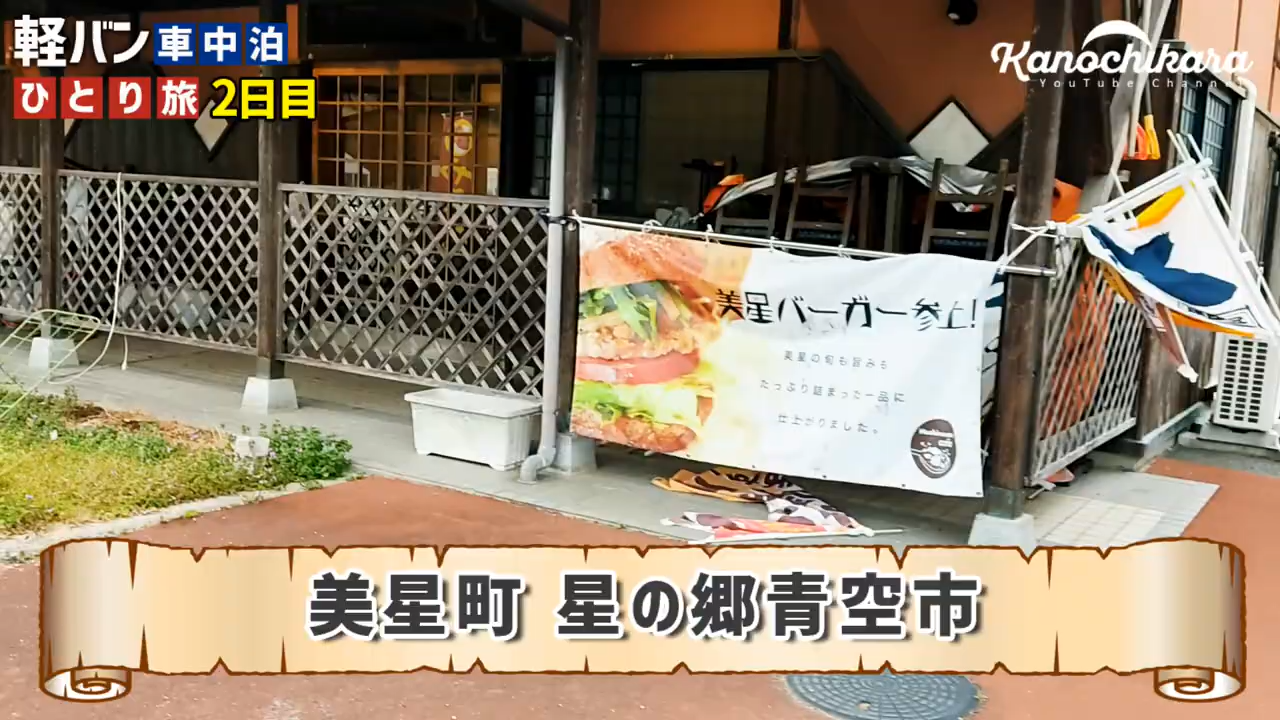 軽バン車中泊
ひとり旅 2日目
Kanochikara
YouTube Channel
美星バーガー参上!
美星の旬も旨みも
たっぷり詰まった一品に
仕上がりました。
美星町 星の郷青空市